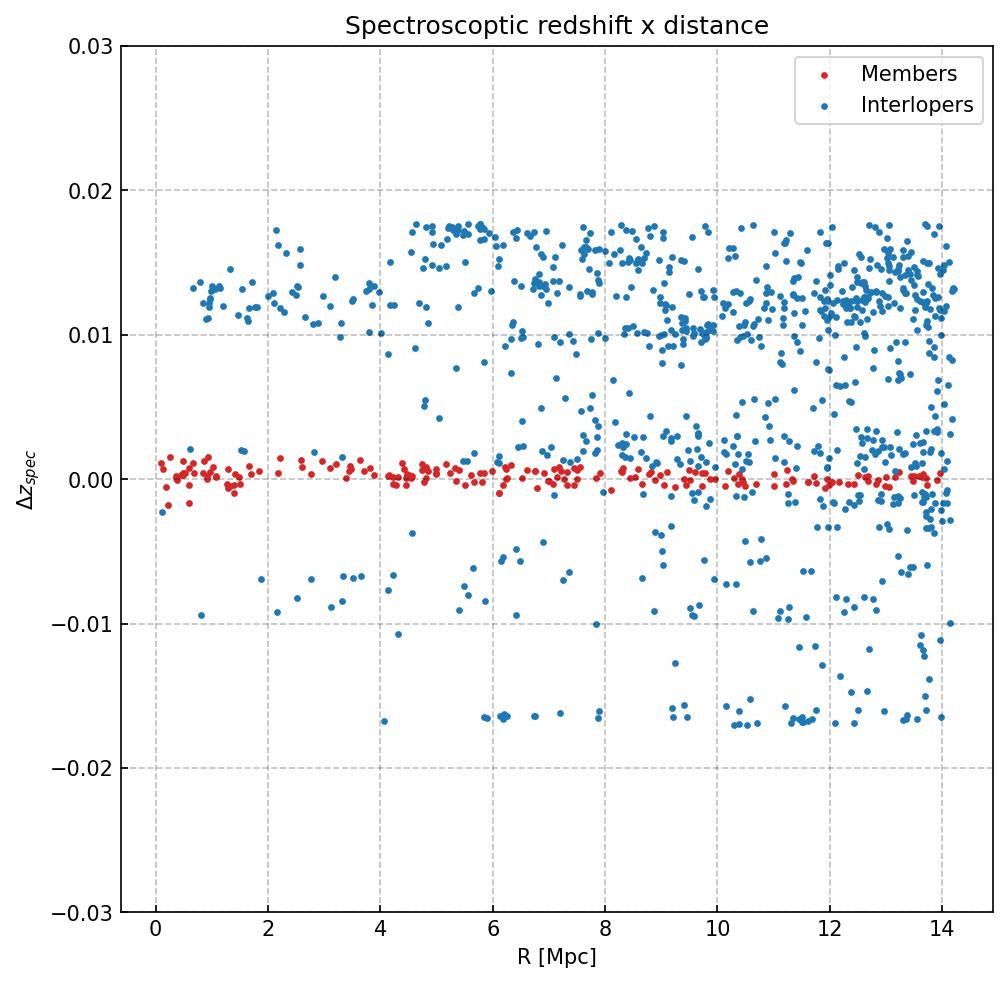 Spectroscoptic redshift x distance
Members
Interlopers
0.03
0.02
0.01
0.00
−0.01
−0.02
−0.03
Δz_spec
0 2 4 6 8 10 12 14
R [Mpc]